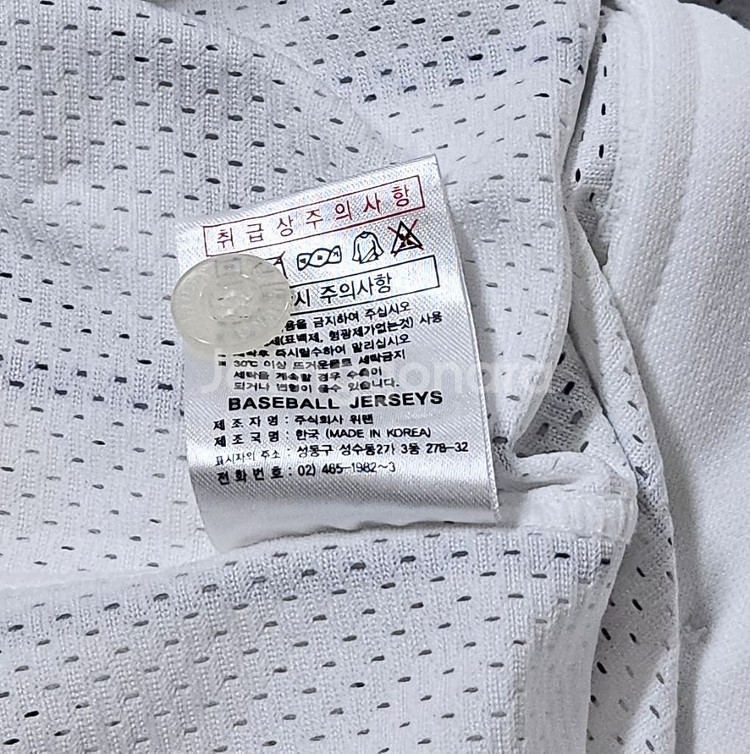 취급상주의사항
시 주의사항
용을 금지하여 주십시오
제(표백제, 형광제가없는것) 사용
세탁후 즉시탈수하여 말리십시오
30℃ 이상 뜨거운물로 세탁금지
세탁을 계속할 경우 수축이
되거나 변형이 올수 있습니다.
BASEBALL JERSEYS
제 조 자 명 : 주식회사 위팬
제 조 국 명 : 한국 (MADE IN KOREA)
표시자의 주소 : 성동구 성수동2가 3동 278-32
전 화 번 호 : 02) 465-1982~3